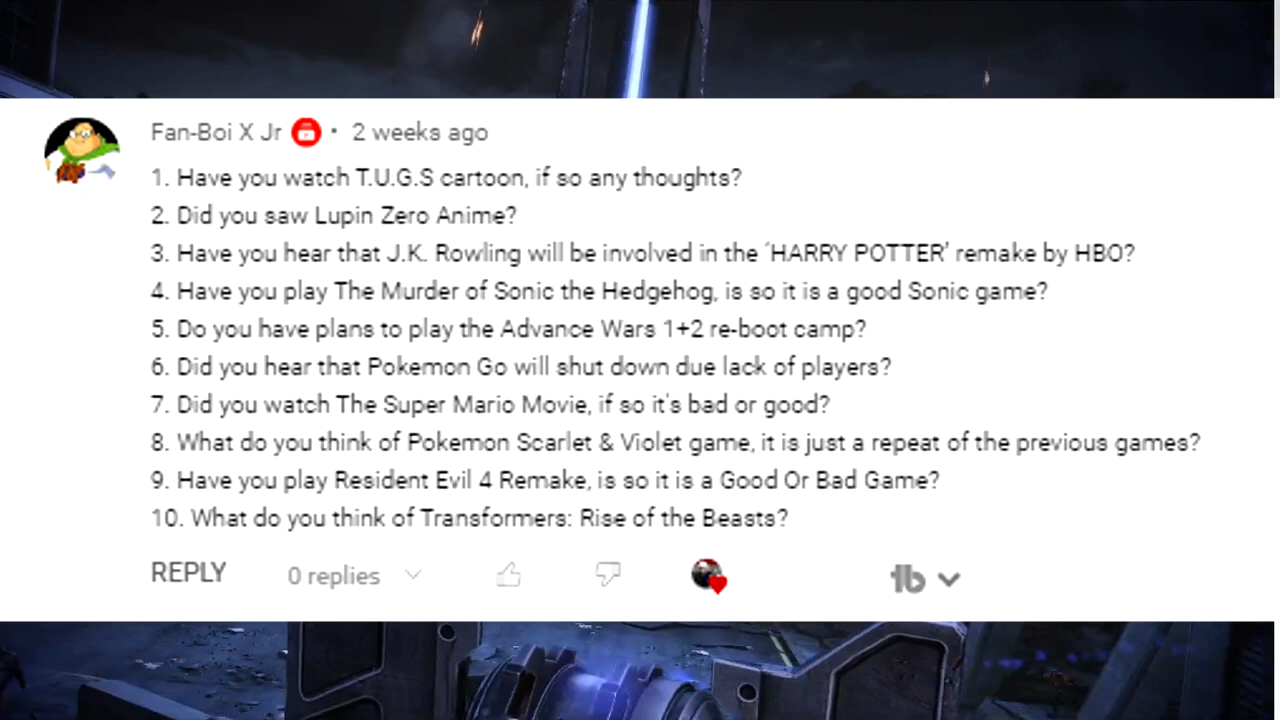 Fan-Boi X Jr • 2 weeks ago
1. Have you watch T.U.G.S cartoon, if so any thoughts?
2. Did you saw Lupin Zero Anime?
3. Have you hear that J.K. Rowling will be involved in the ‘HARRY POTTER’ remake by HBO?
4. Have you play The Murder of Sonic the Hedgehog, is so it is a good Sonic game?
5. Do you have plans to play the Advance Wars 1+2 re-boot camp?
6. Did you hear that Pokemon Go will shut down due lack of players?
7. Did you watch The Super Mario Movie, if so it's bad or good?
8. What do you think of Pokemon Scarlet & Violet game, it is just a repeat of the previous games?
9. Have you play Resident Evil 4 Remake, is so it is a Good Or Bad Game?
10. What do you think of Transformers: Rise of the Beasts?
REPLY 0 replies tb